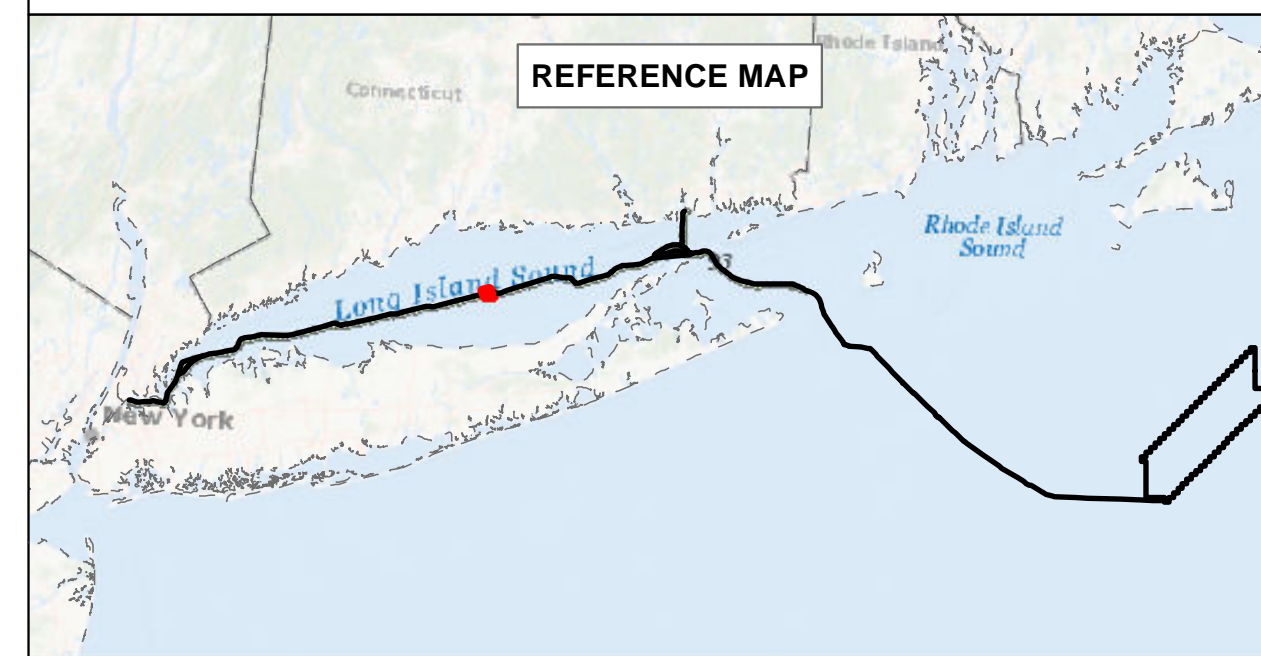 REFERENCE MAP
Rhode Island
Connecticut
Rhode Island
Sound
Long Island Sound
New York